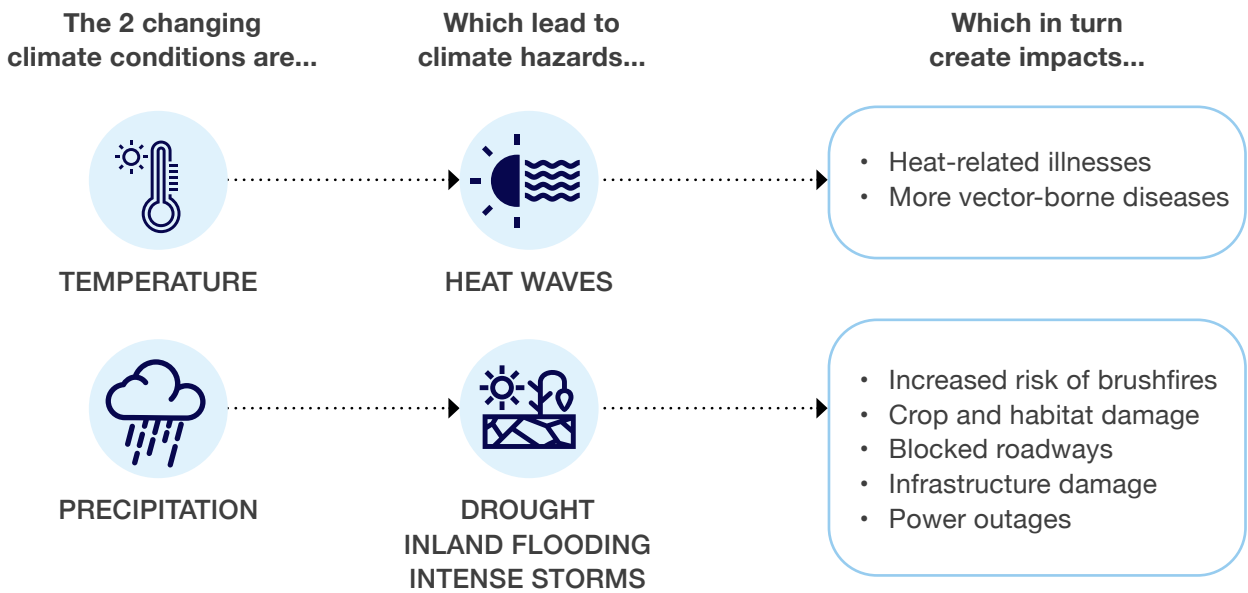 The 2 changing
climate conditions are...
Which lead to
climate hazards...
Which in turn
create impacts...
TEMPERATURE
HEAT WAVES
• Heat-related illnesses
• More vector-borne diseases
PRECIPITATION
DROUGHT
INLAND FLOODING
INTENSE STORMS
• Increased risk of brushfires
• Crop and habitat damage
• Blocked roadways
• Infrastructure damage
• Power outages